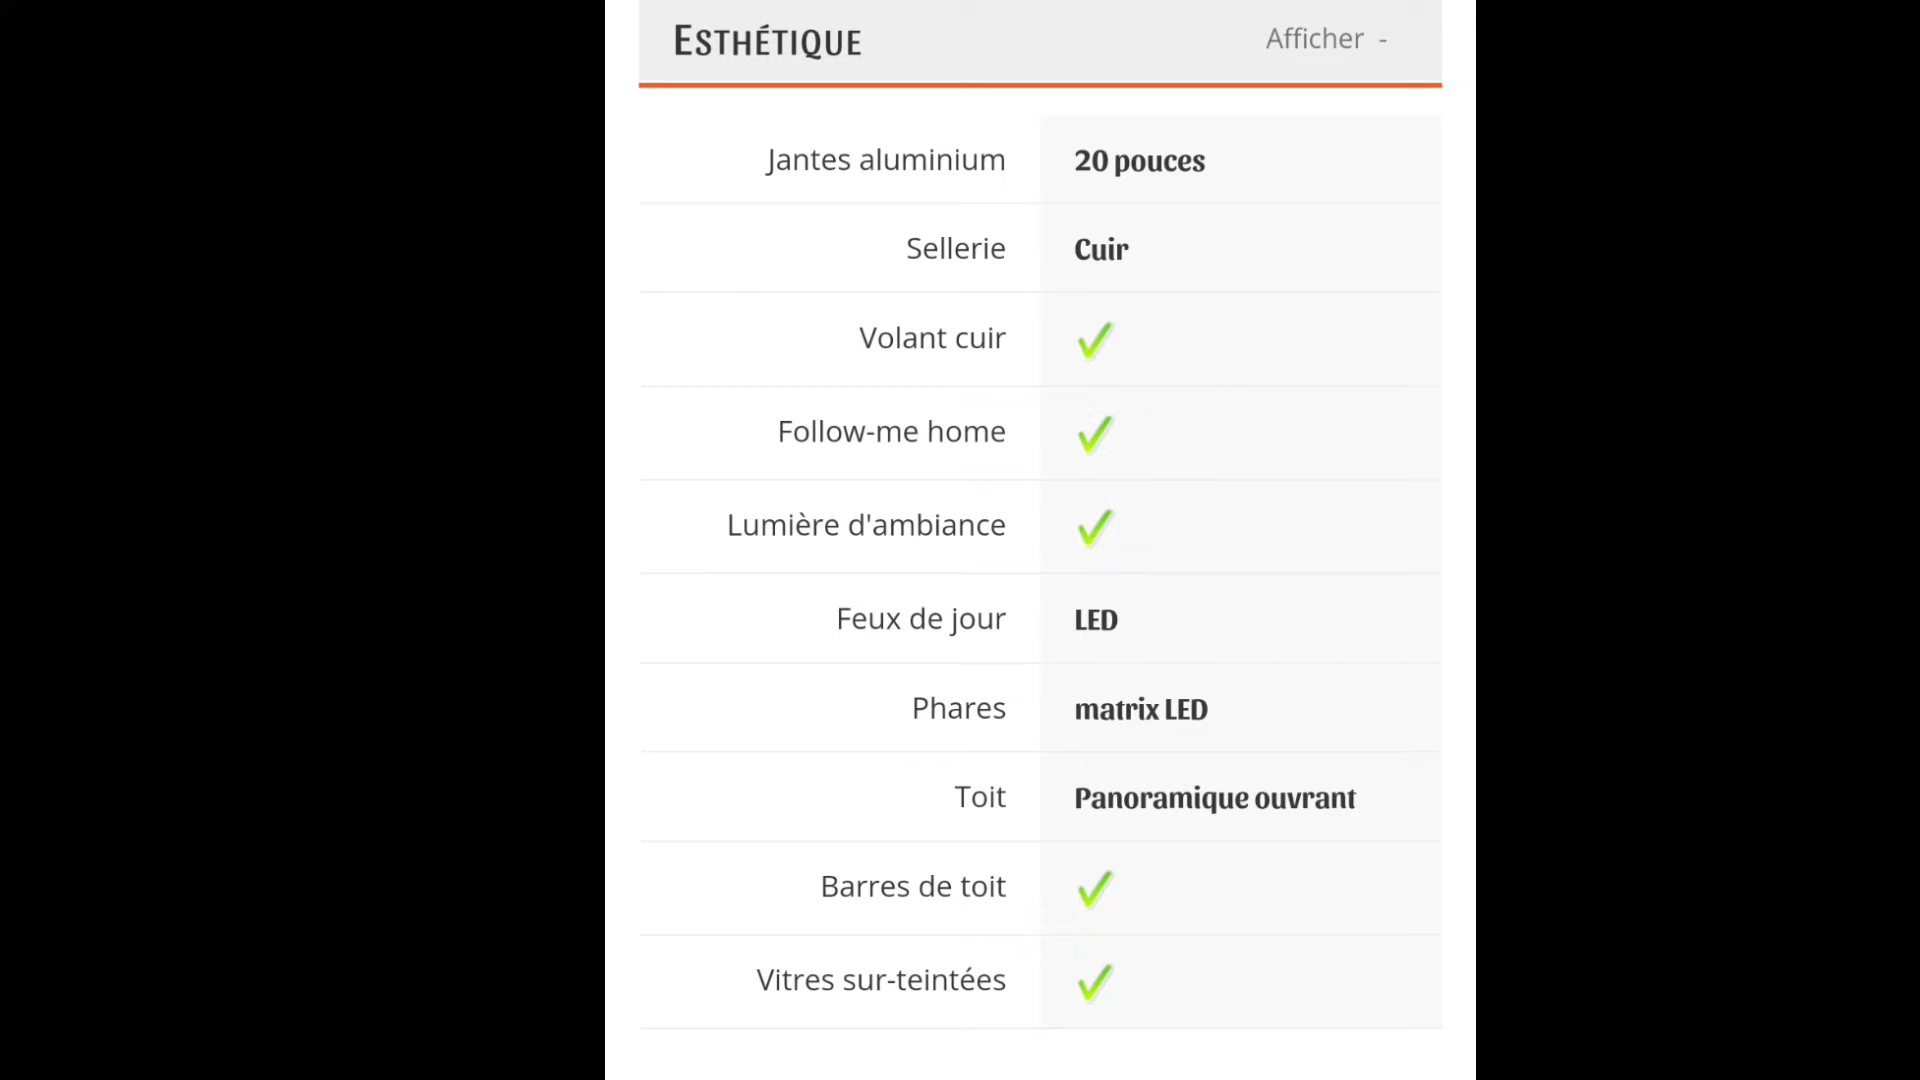 Esthétique
Afficher -
Jantes aluminium 20 pouces
Sellerie Cuir
Volant cuir
Follow-me home
Lumière d'ambiance
Feux de jour LED
Phares matrix LED
Toit Panoramique ouvrant
Barres de toit
Vitres sur-teintées